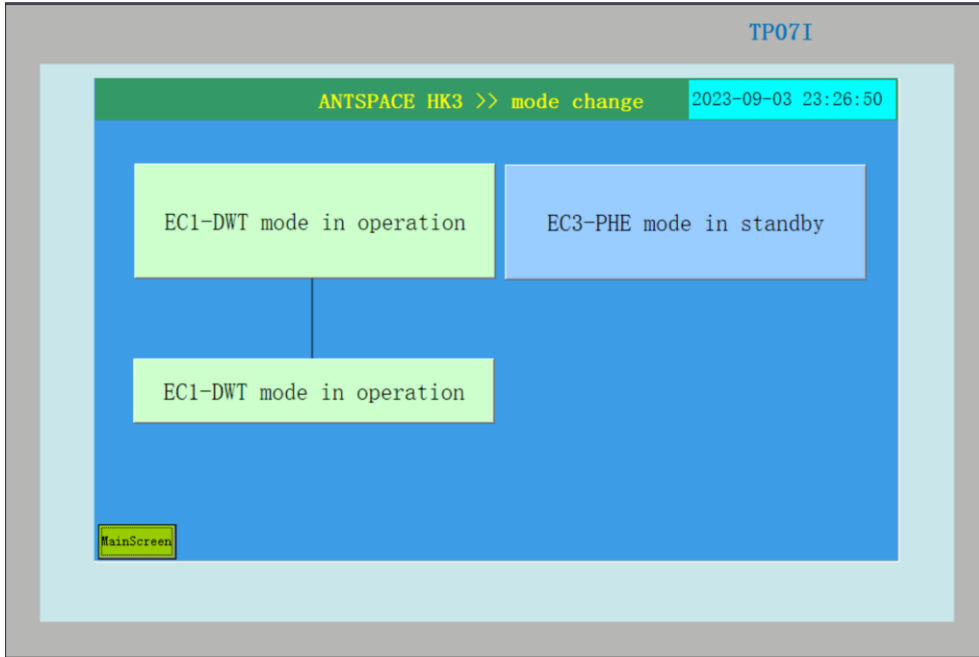 TP07I
ANTSPACE HK3 >> mode change
2023-09-03 23:26:50
EC1-DWT mode in operation
EC3-PHE mode in standby
EC1-DWT mode in operation
MainScreen